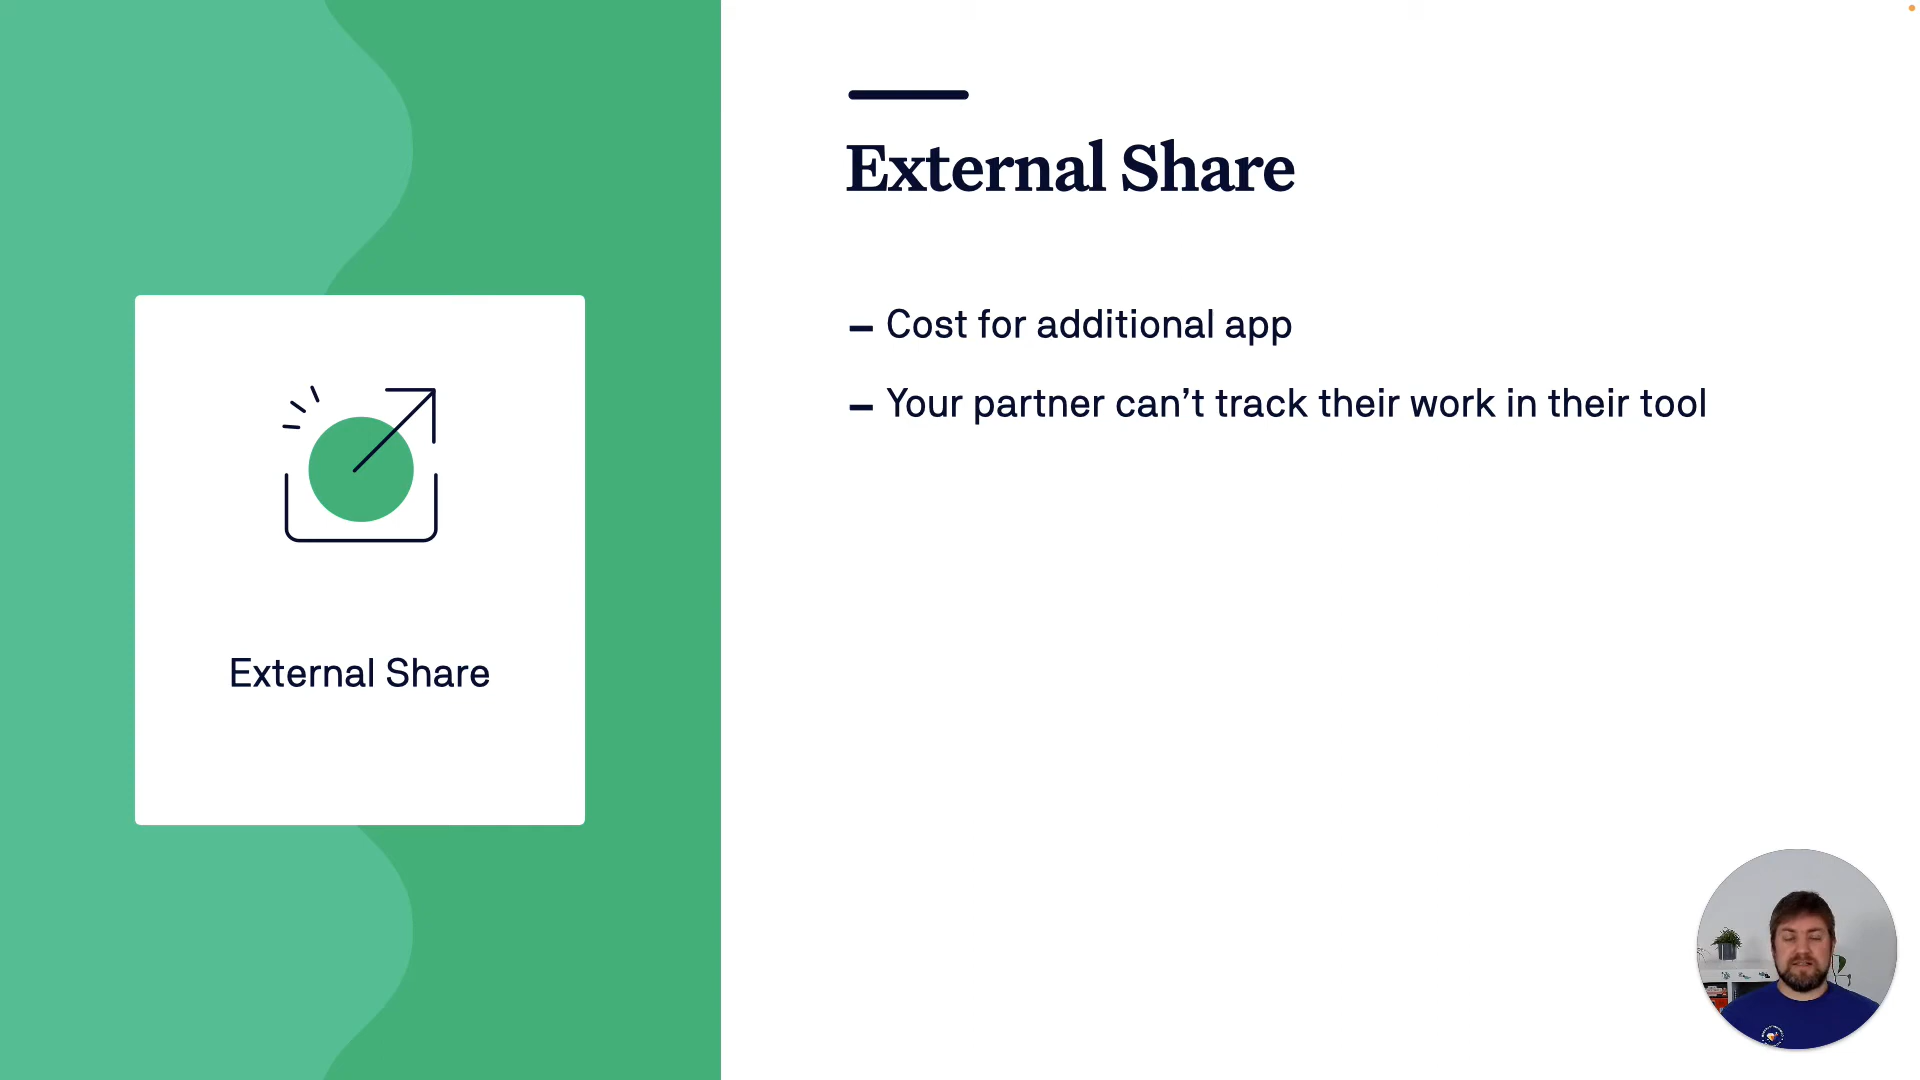 External Share
– Cost for additional app
– Your partner can’t track their work in their tool
External Share